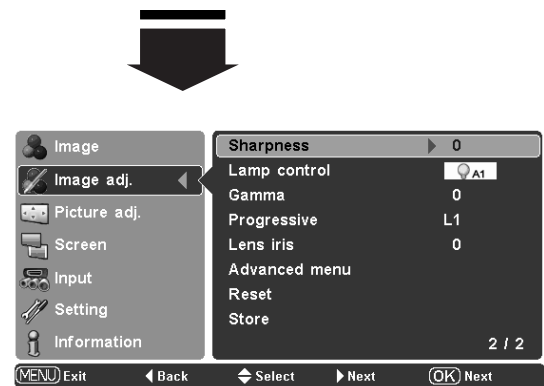 Image
Image adj.
Picture adj.
Screen
Input
Setting
Information
Sharpness 0
Lamp control A1
Gamma 0
Progressive L1
Lens iris 0
Advanced menu
Reset
Store
2 / 2
MENU Exit Back Select Next OK Next